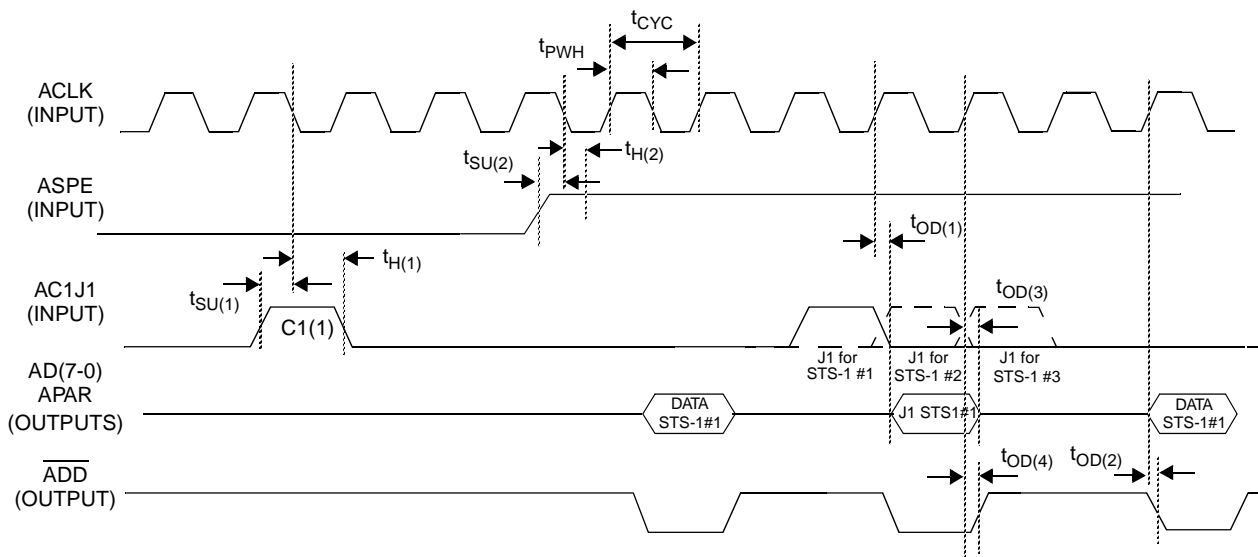 tCYC
tPWH
ACLK
(INPUT)
tSU(2)
tH(2)
ASPE
(INPUT)
tOD(1)
tH(1)
AC1J1
(INPUT)
tSU(1)
C1(1)
tOD(3)
J1 for
STS-1 #1
J1 for
STS-1 #2
J1 for
STS-1 #3
AD(7-0)
APAR
(OUTPUTS)
DATA
STS-1#1
J1 STS1#1
DATA
STS-1#1
ADD
(OUTPUT)
tOD(4)
tOD(2)